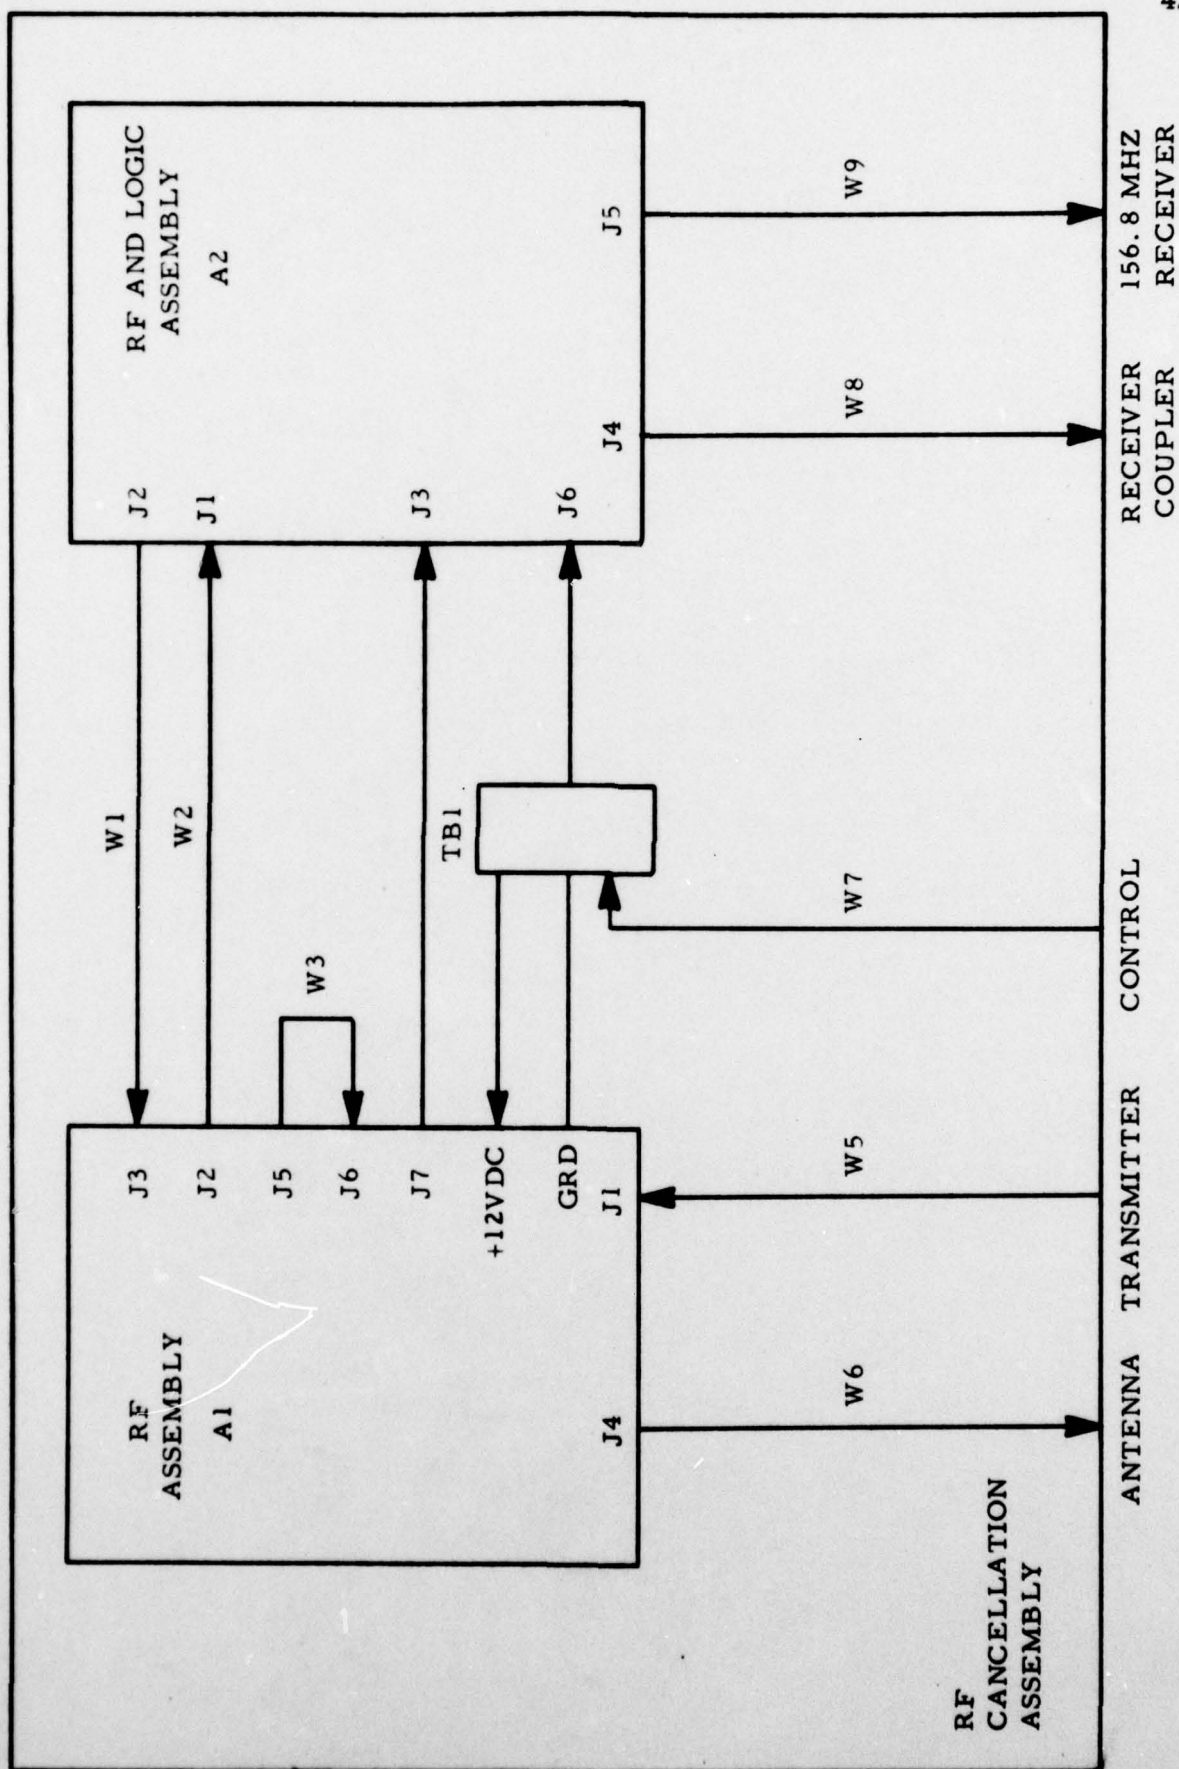 RF
ASSEMBLY
A1
J3
J2
J5
J6
J7
+12VDC
GRD
J1
J4
W1
W2
W3
TB1
RF AND LOGIC
ASSEMBLY
A2
J2
J1
J3
J6
J4
J5
W6
W5
W7
W8
W9
RF
CANCELLATION
ASSEMBLY
ANTENNA
TRANSMITTER
CONTROL
RECEIVER
COUPLER
156.8 MHZ
RECEIVER